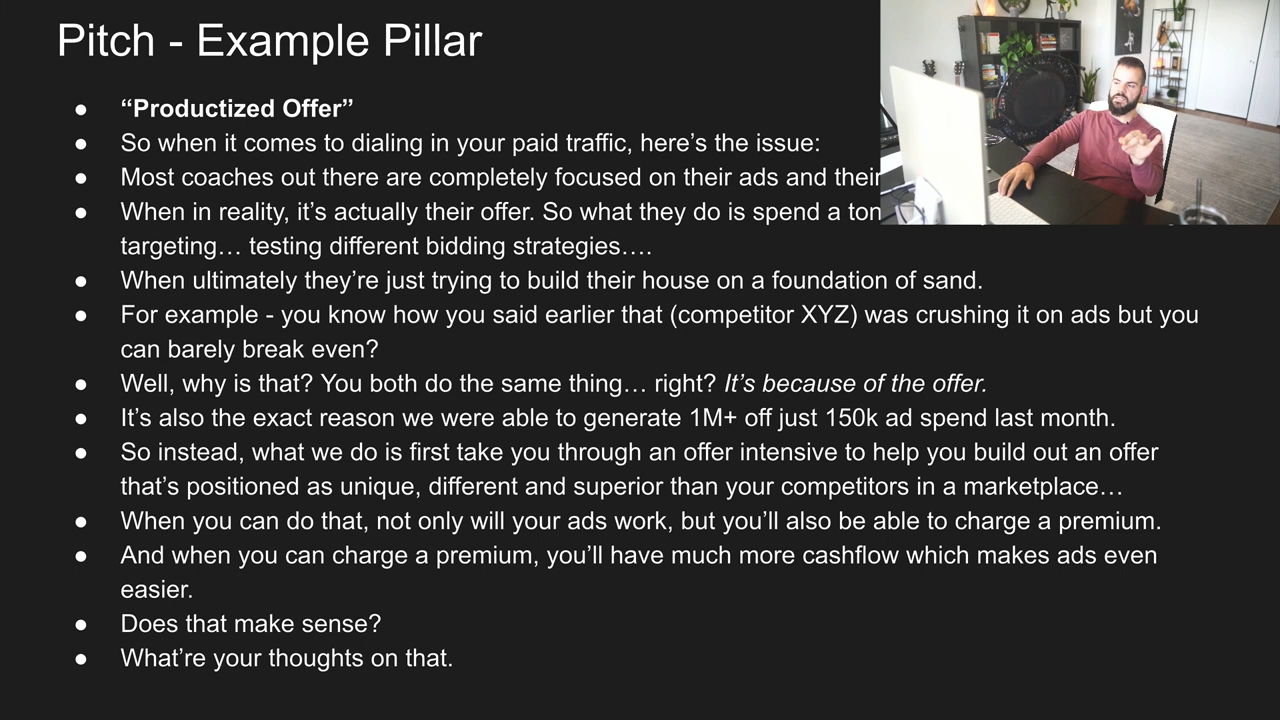 Pitch - Example Pillar
● “Productized Offer”
● So when it comes to dialing in your paid traffic, here’s the issue:
● Most coaches out there are completely focused on their ads and their
● When in reality, it’s actually their offer. So what they do is spend a ton
targeting… testing different bidding strategies….
● When ultimately they’re just trying to build their house on a foundation of sand.
● For example - you know how you said earlier that (competitor XYZ) was crushing it on ads but you
can barely break even?
● Well, why is that? You both do the same thing… right? It’s because of the offer.
● It’s also the exact reason we were able to generate 1M+ off just 150k ad spend last month.
● So instead, what we do is first take you through an offer intensive to help you build out an offer
that’s positioned as unique, different and superior than your competitors in a marketplace…
● When you can do that, not only will your ads work, but you’ll also be able to charge a premium.
● And when you can charge a premium, you’ll have much more cashflow which makes ads even
easier.
● Does that make sense?
● What’re your thoughts on that.